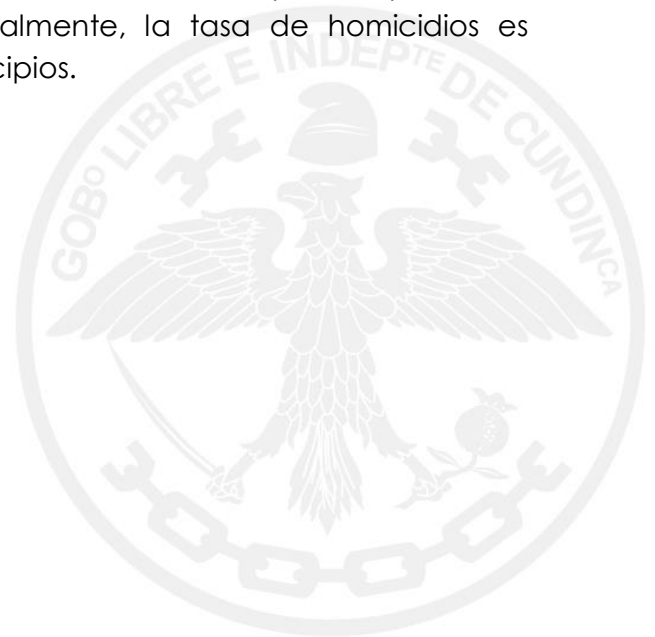 almente, la tasa de homicidios es
cipios.
GOBº LIBRE E INDEPTE DE CUNDINCA